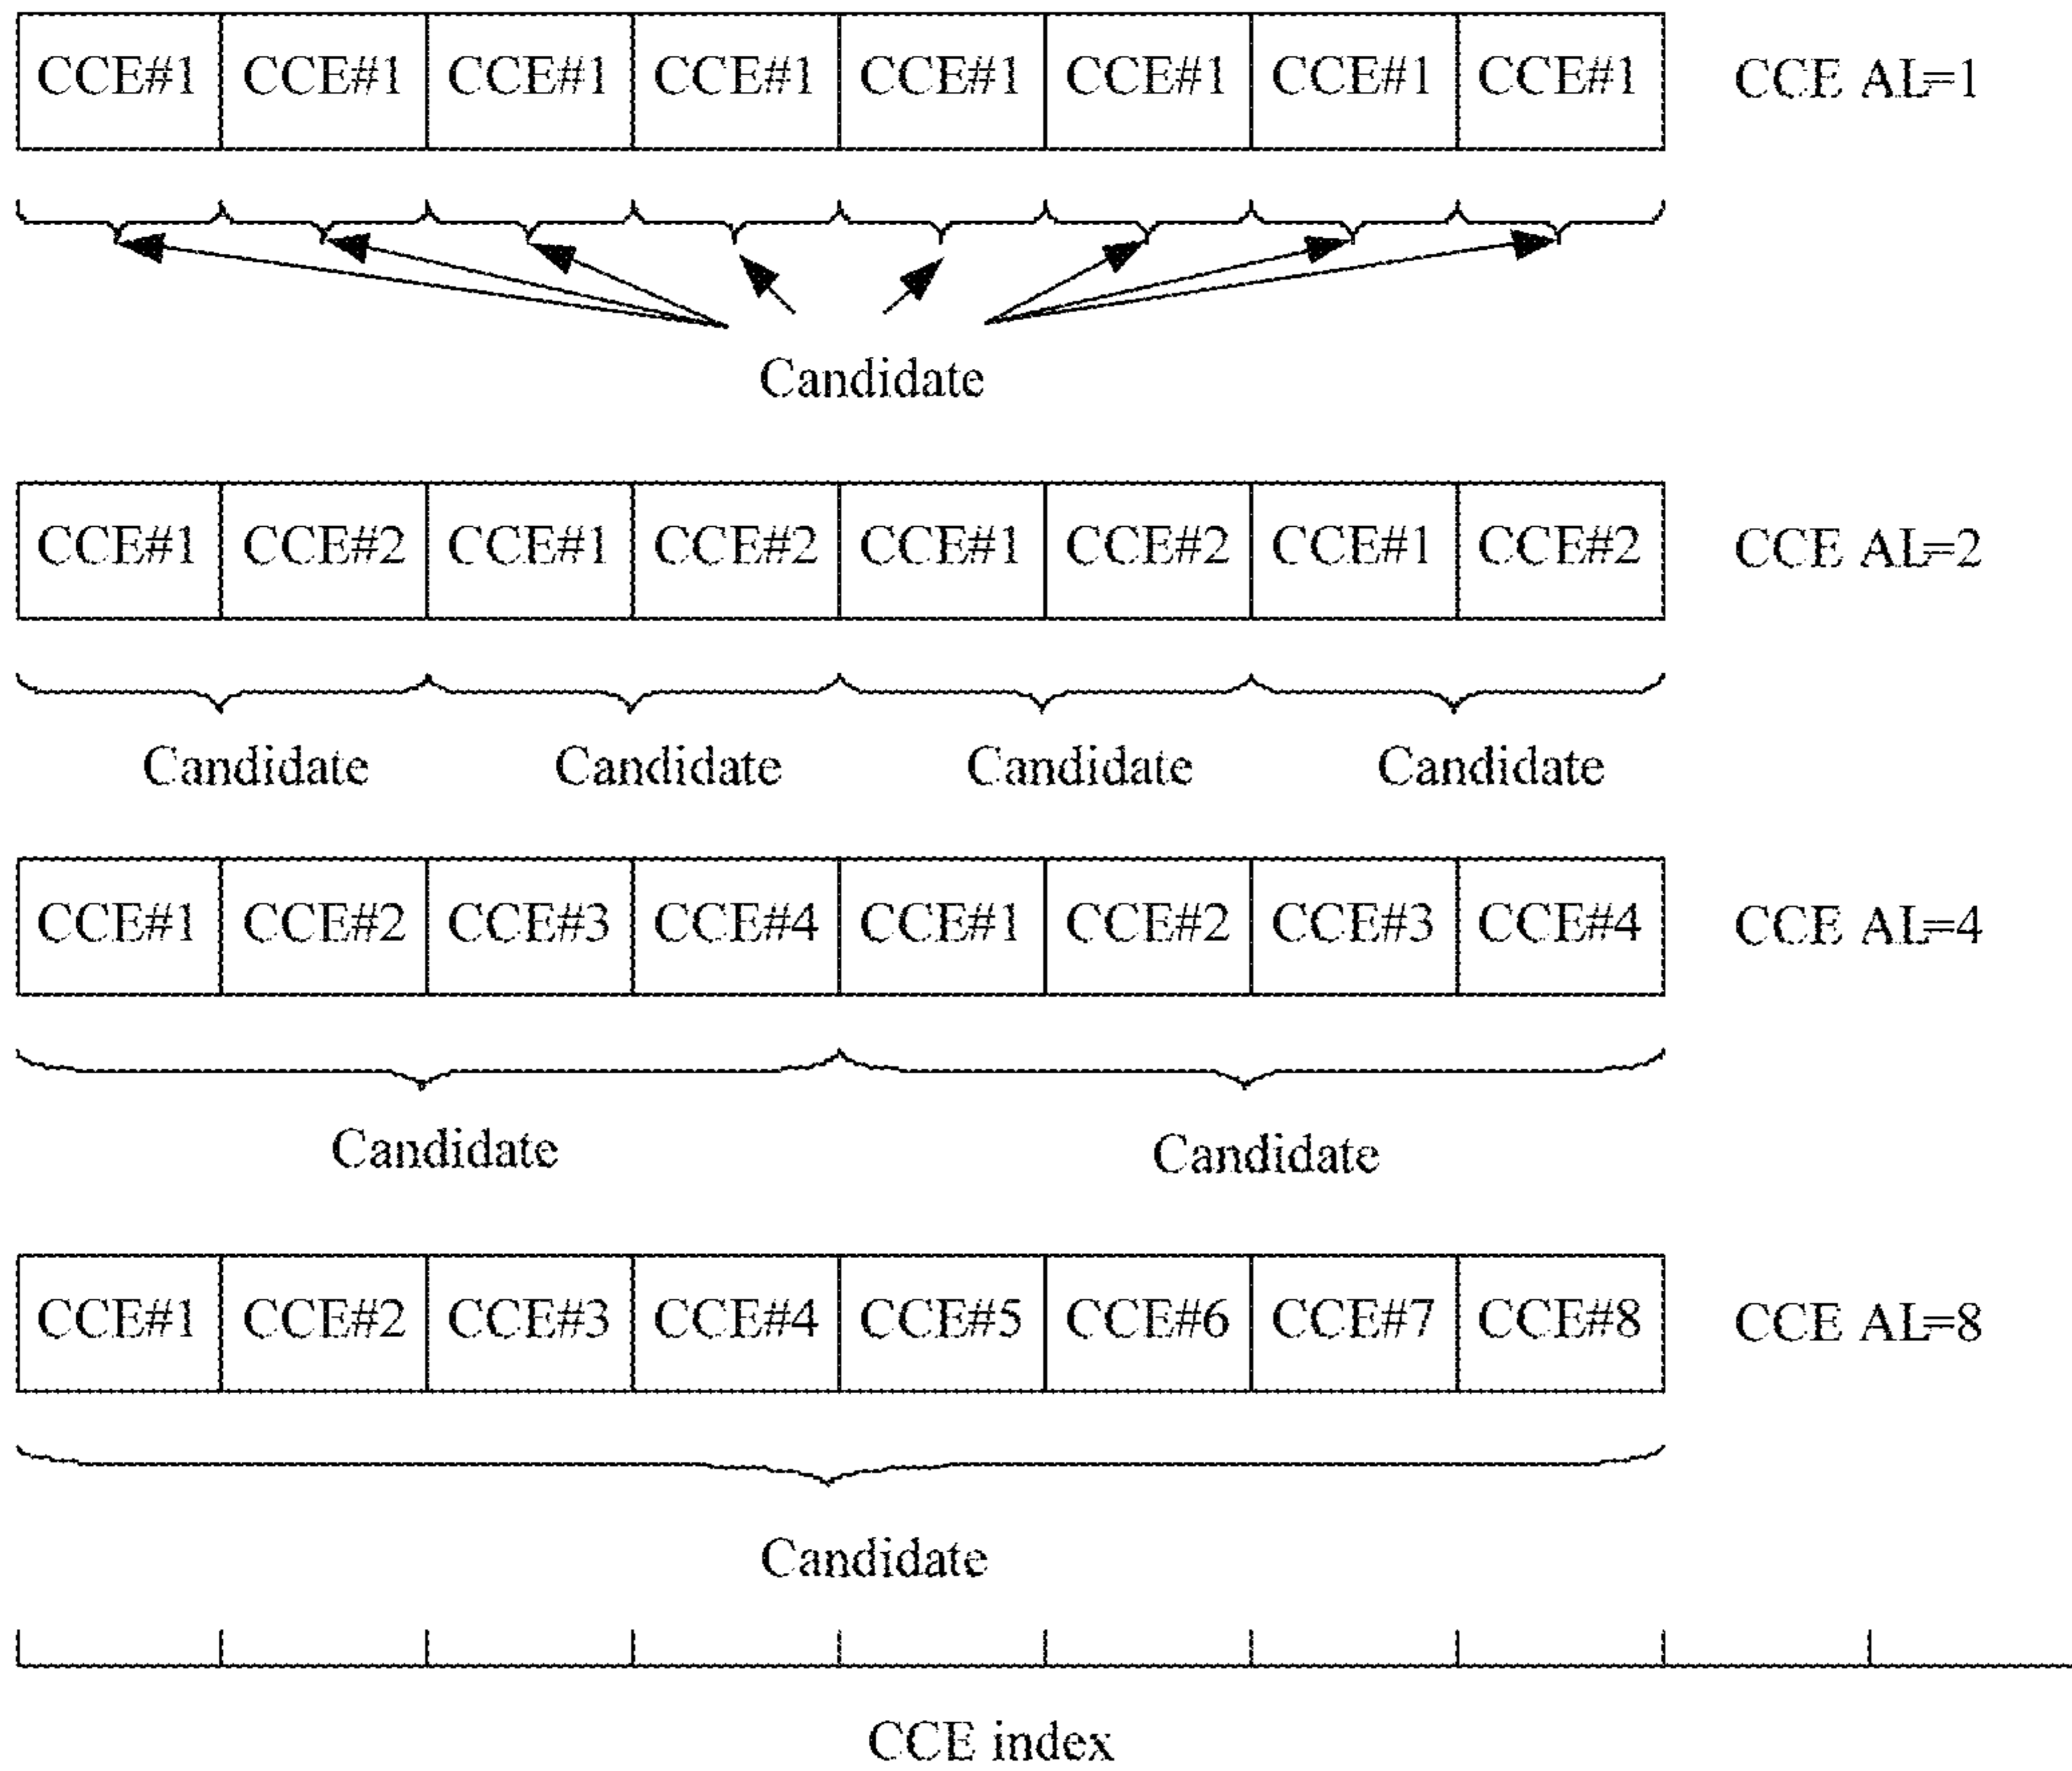 CCE#1 CCE#1 CCE#1 CCE#1 CCE#1 CCE#1 CCE#1 CCE#1 CCE AL=1
Candidate
CCE#1 CCE#2 CCE#1 CCE#2 CCE#1 CCE#2 CCE#1 CCE#2 CCE AL=2
Candidate Candidate Candidate Candidate
CCE#1 CCE#2 CCE#3 CCE#4 CCE#1 CCE#2 CCE#3 CCE#4 CCE AL=4
Candidate Candidate
CCE#1 CCE#2 CCE#3 CCE#4 CCE#5 CCE#6 CCE#7 CCE#8 CCE AL=8
Candidate
CCE index